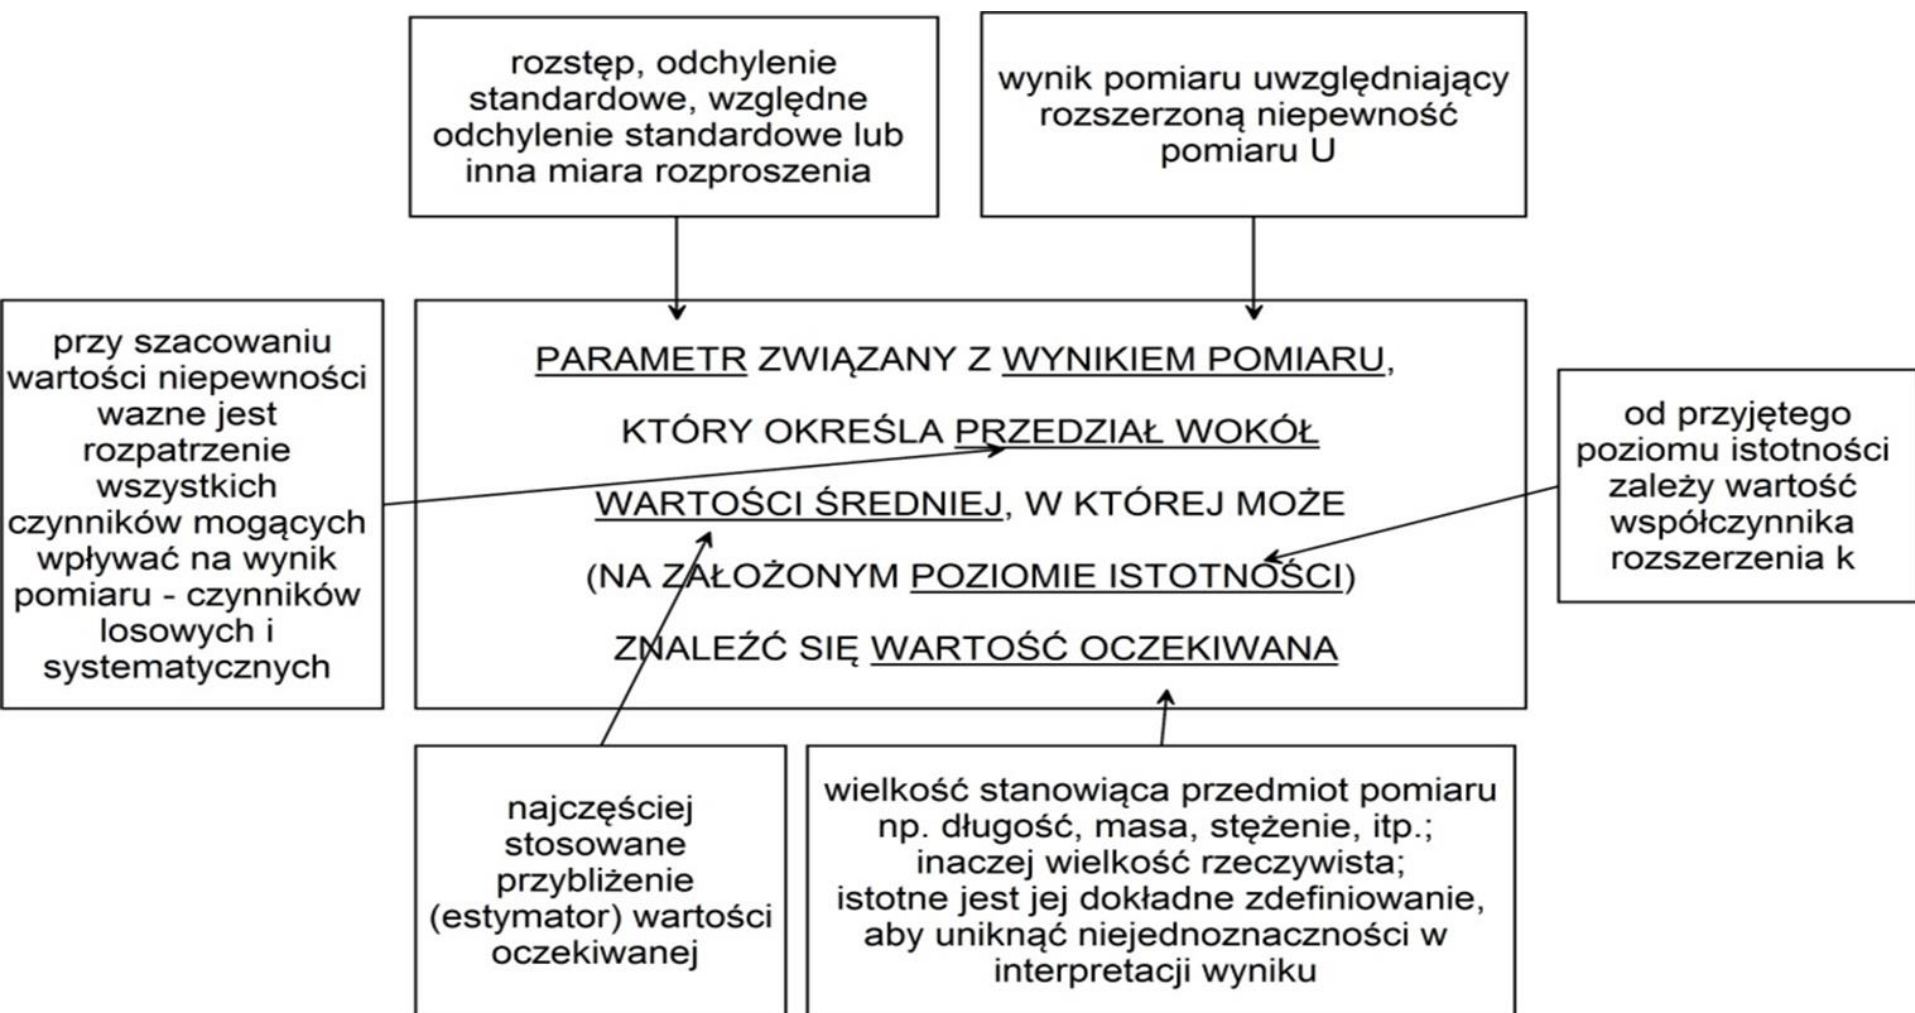 rozstęp, odchylenie
standardowe, względne
odchylenie standardowe lub
inna miara rozproszenia
wynik pomiaru uwzględniający
rozszerzoną niepewność
pomiaru U
przy szacowaniu
wartości niepewności
wazne jest
rozpatrzenie
wszystkich
czynników mogących
wpływać na wynik
pomiaru - czynników
losowych i
systematycznych
PARAMETR ZWIĄZANY Z WYNIKIEM POMIARU,
KTÓRY OKREŚLA PRZEDZIAŁ WOKÓŁ
WARTOŚCI ŚREDNIEJ, W KTÓREJ MOŻE
(NA ZAŁOŻONYM POZIOMIE ISTOTNOŚCI)
ZNALEŹĆ SIĘ WARTOŚĆ OCZEKIWANA
od przyjętego
poziomu istotności
zależy wartość
współczynnika
rozszerzenia k
najczęściej
stosowane
przybliżenie
(estymator) wartości
oczekiwanej
wielkość stanowiąca przedmiot pomiaru
np. długość, masa, stężenie, itp.;
inaczej wielkość rzeczywista;
istotne jest jej dokładne zdefiniowanie,
aby uniknąć niejednoznaczności w
interpretacji wyniku